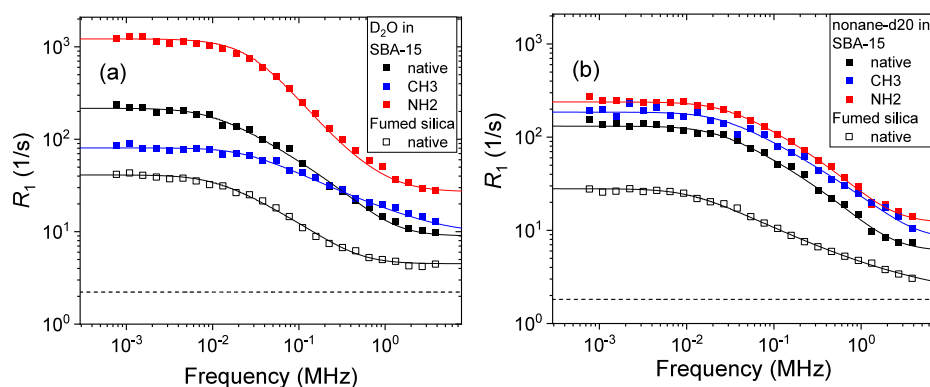 (a)
D₂O in
SBA-15
native
CH3
NH2
Fumed silica
native
R₁ (1/s)
10³
10²
10¹
10⁰
10⁻³
10⁻²
10⁻¹
10⁰
Frequency (MHz)
(b)
nonane-d20 in
SBA-15
native
CH3
NH2
Fumed silica
native
R₁ (1/s)
10³
10²
10¹
10⁰
10⁻³
10⁻²
10⁻¹
10⁰
Frequency (MHz)